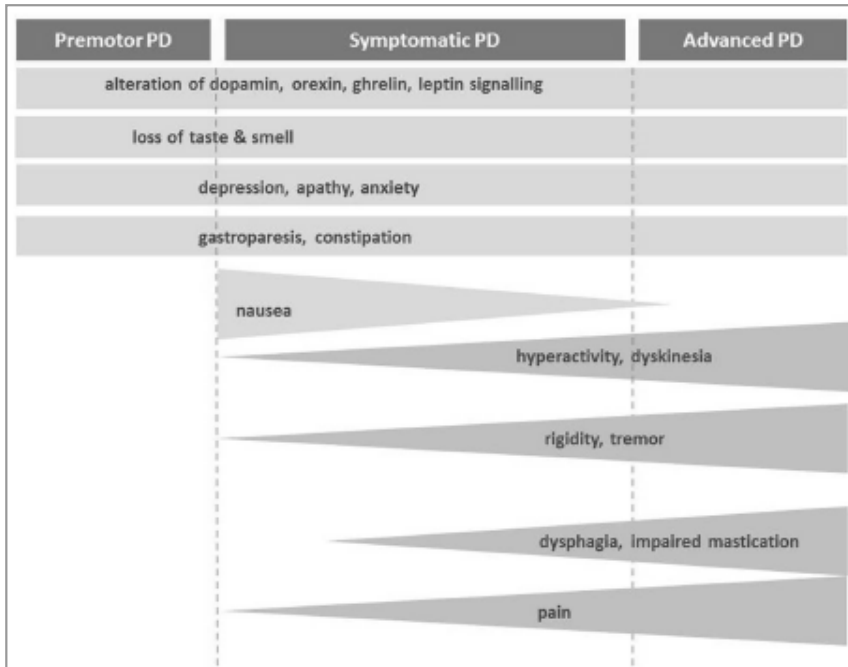 Premotor PD
Symptomatic PD
Advanced PD
alteration of dopamin, orexin, ghrelin, leptin signalling
loss of taste & smell
depression, apathy, anxiety
gastroparesis, constipation
nausea
hyperactivity, dyskinesia
rigidity, tremor
dysphagia, impaired mastication
pain